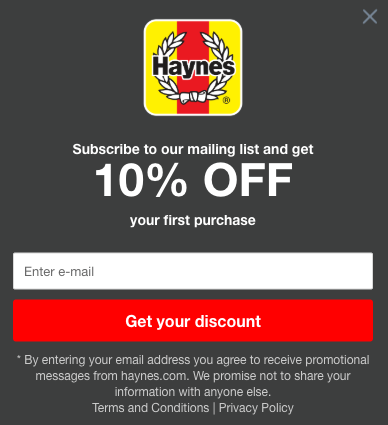 Haynes
®
Subscribe to our mailing list and get
10% OFF
your first purchase
Enter e-mail
Get your discount
* By entering your email address you agree to receive promotional
messages from haynes.com. We promise not to share your
information with anyone else.
Terms and Conditions | Privacy Policy